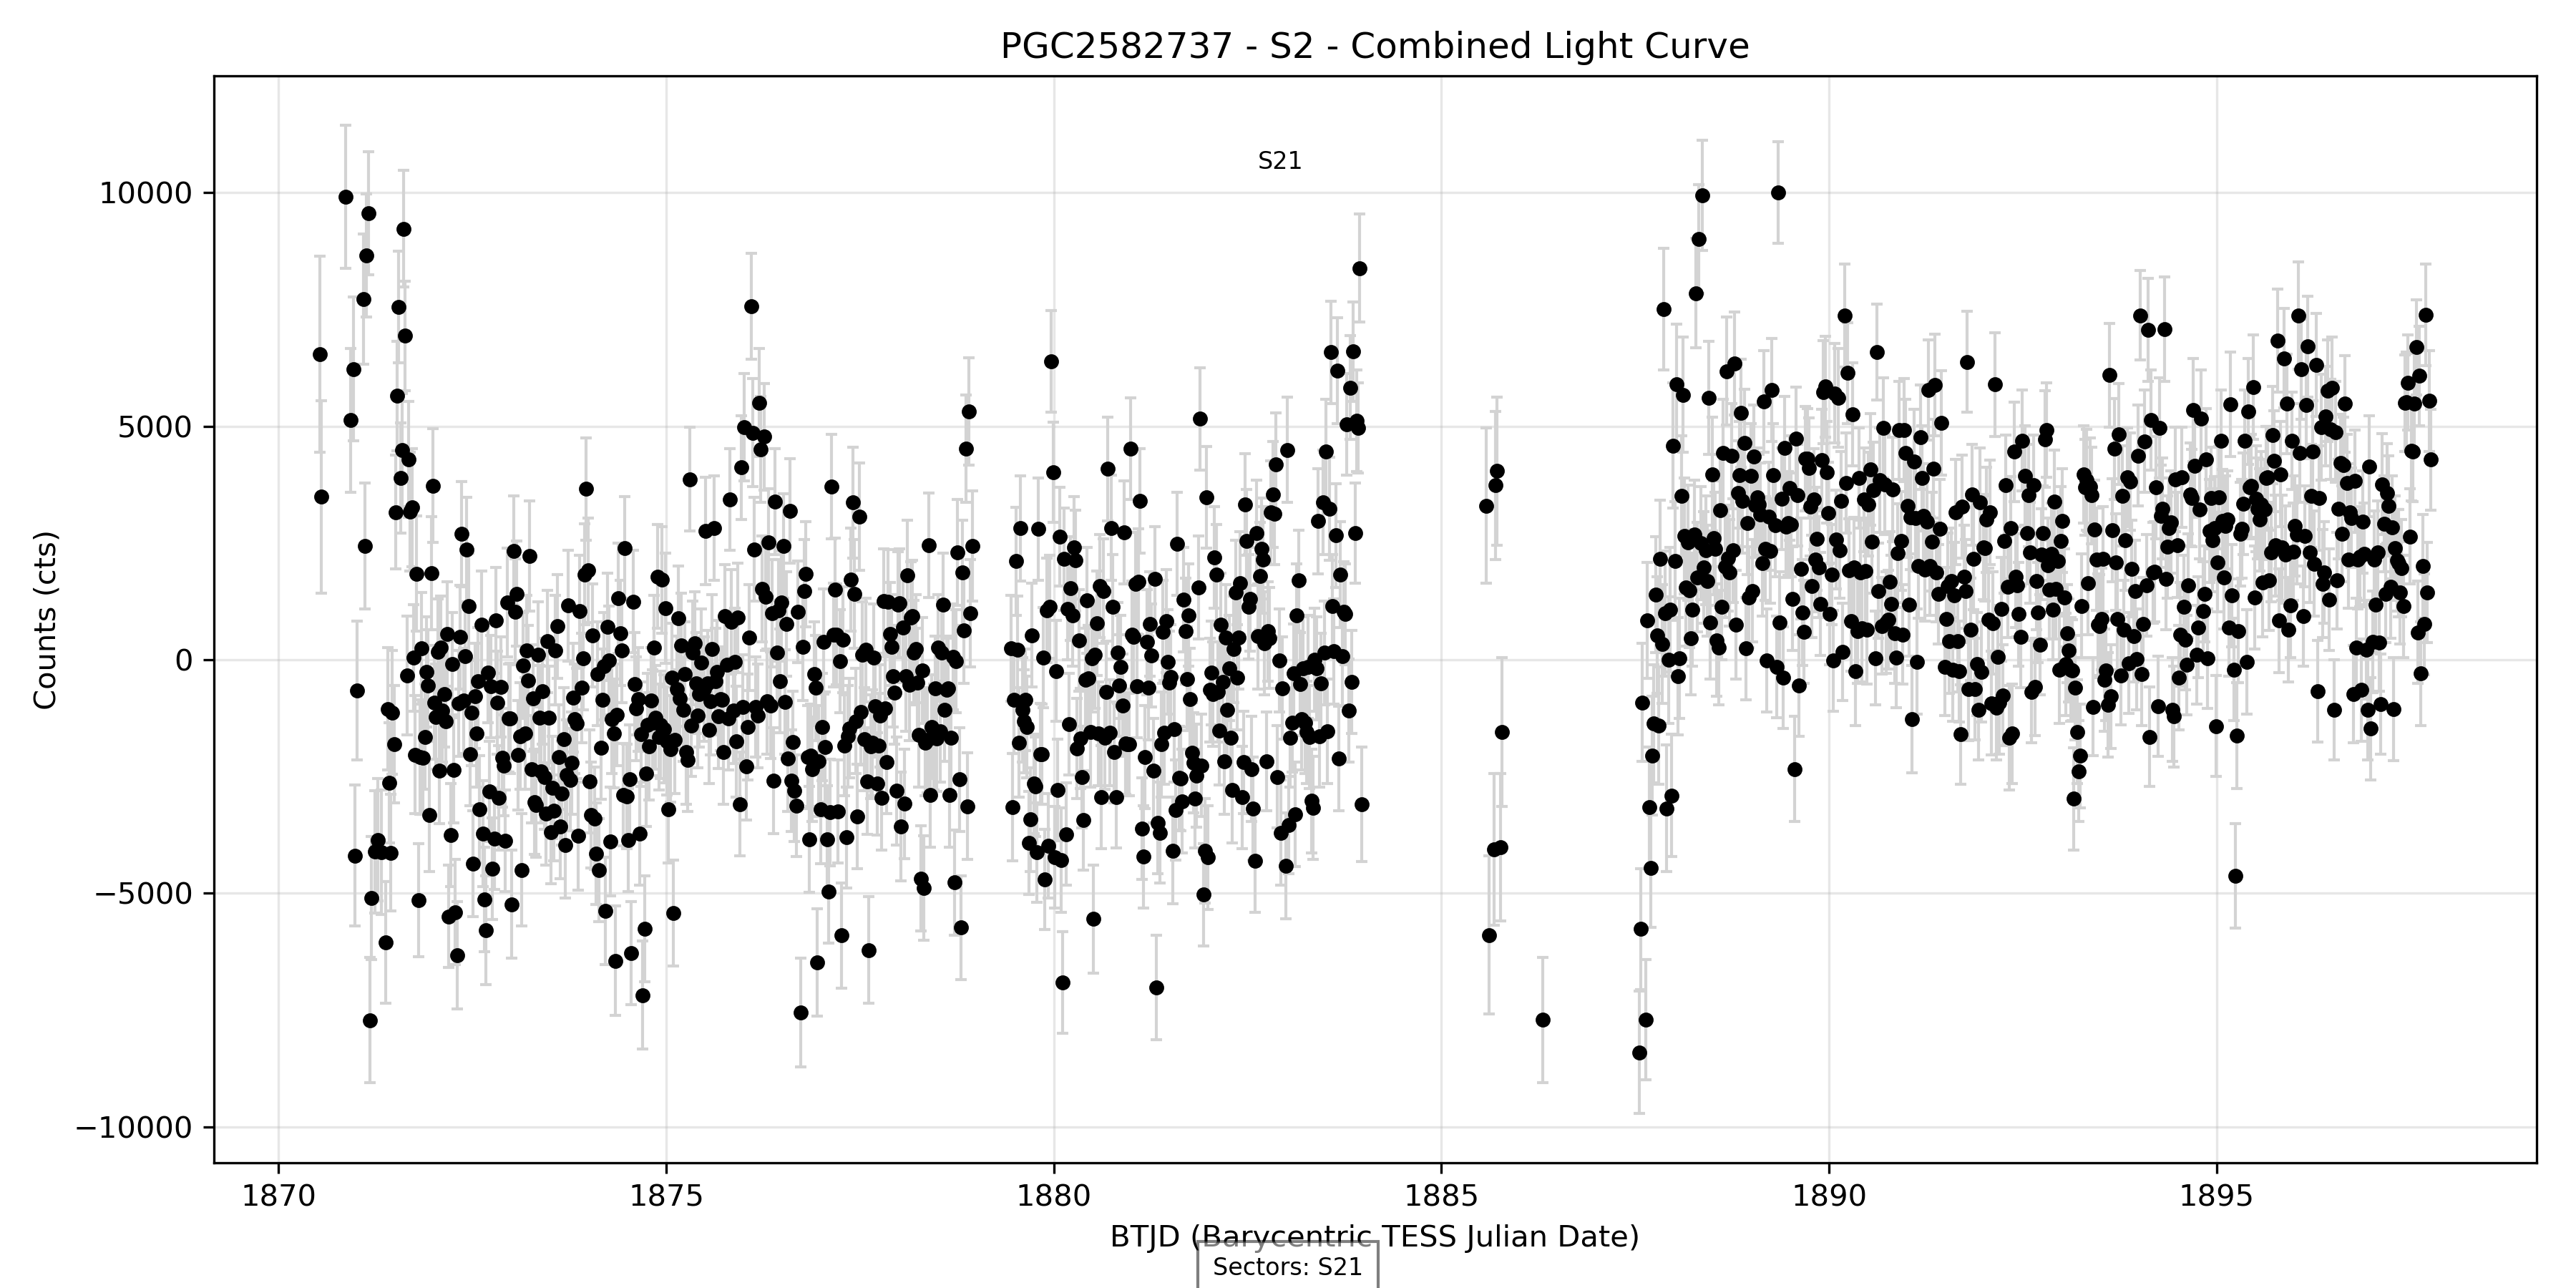 PGC2582737 - S2 - Combined Light Curve
S21
10000
5000
0
−5000
−10000
Counts (cts)
1870 1875 1880 1885 1890 1895
BTJD (Barycentric TESS Julian Date)
Sectors: S21